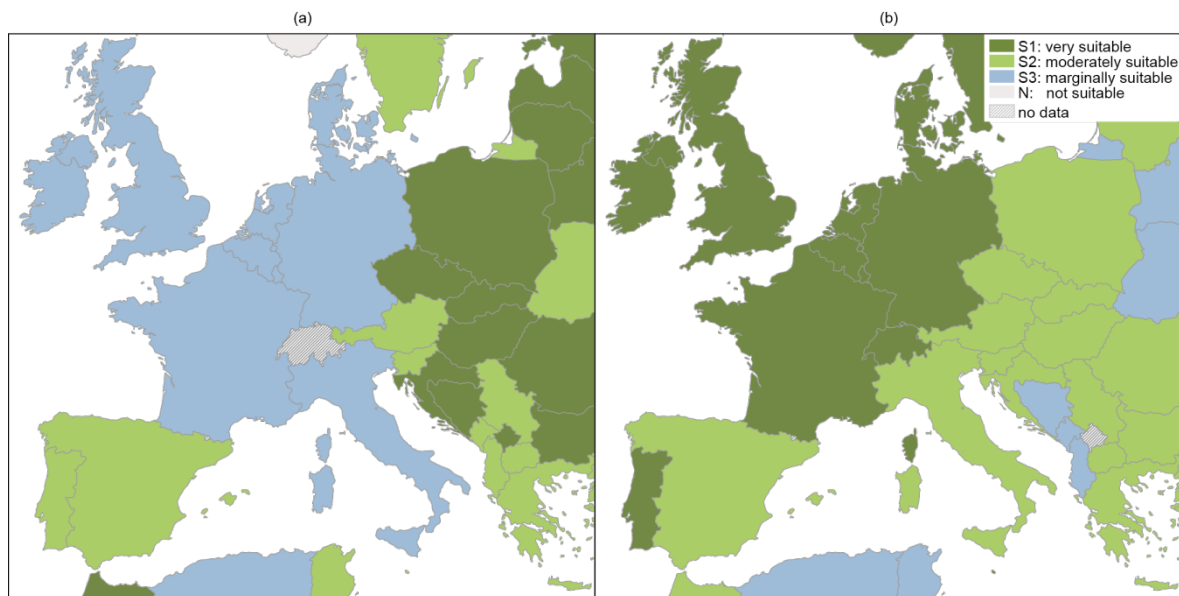 (a)
(b)
S1: very suitable
S2: moderately suitable
S3: marginally suitable
N: not suitable
no data